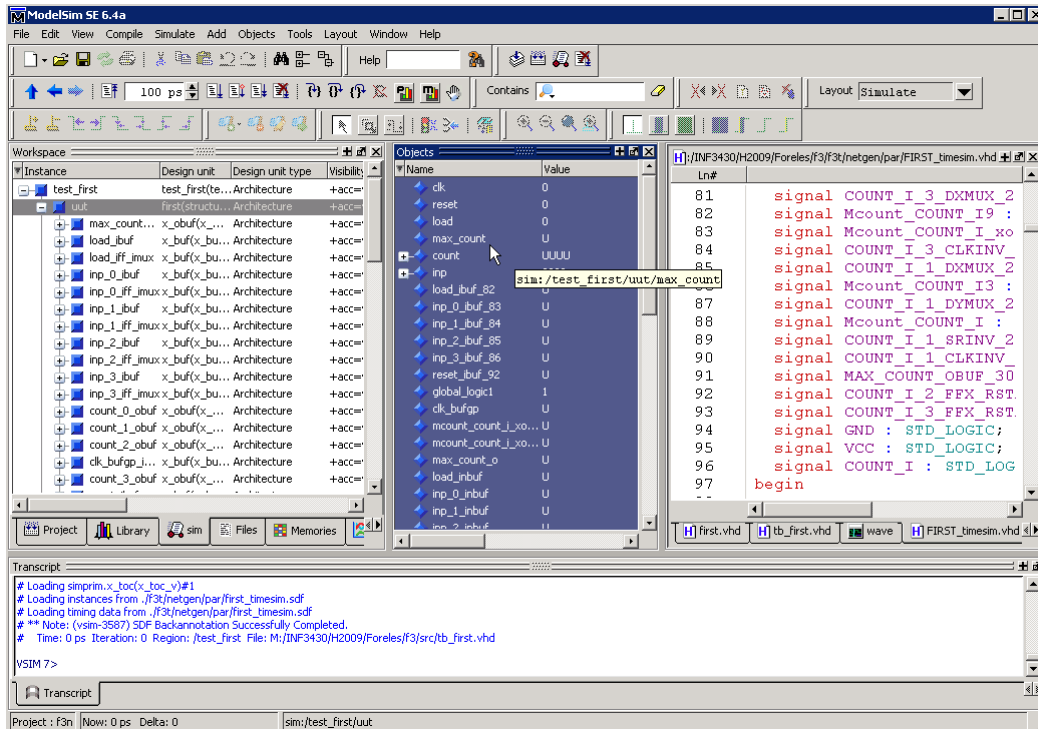 ModelSim SE 6.4a
File Edit View Compile Simulate Add Objects Tools Layout Window Help
Help
100 ps Contains Layout Simulate
Workspace
Instance Design unit Design unit type Visibility
test_first test_first(te... Architecture +acc=
uut first(structu... Architecture +acc=
max_count... x_obuf(x_... Architecture +acc=
load_ibuf x_buf(x_bu... Architecture +acc=
load_iff_imux x_buf(x_bu... Architecture +acc=
inp_0_ibuf x_buf(x_bu... Architecture +acc=
inp_0_iff_imux x_buf(x_bu... Architecture +acc=
inp_1_ibuf x_buf(x_bu... Architecture +acc=
inp_1_iff_imux x_buf(x_bu... Architecture +acc=
inp_2_ibuf x_buf(x_bu... Architecture +acc=
inp_2_iff_imux x_buf(x_bu... Architecture +acc=
inp_3_ibuf x_buf(x_bu... Architecture +acc=
inp_3_iff_imux x_buf(x_bu... Architecture +acc=
count_0_obuf x_obuf(x_... Architecture +acc=
count_1_obuf x_obuf(x_... Architecture +acc=
count_2_obuf x_obuf(x_... Architecture +acc=
clk_bufgp_i... x_buf(x_bu... Architecture +acc=
count_3_obuf x_obuf(x_... Architecture +acc=
Project Library sim Files Memories
Objects
Name Value
clk 0
reset 0
load 0
max_count U
count UUUU
inp
sim:/test_first/uut/max_count
load_ibuf_82 U
inp_0_ibuf_83 U
inp_1_ibuf_84 U
inp_2_ibuf_85 U
inp_3_ibuf_86 U
reset_ibuf_92 U
global_logic1 1
clk_bufgp U
mcount_count_i_xo... U
mcount_count_i_xo... U
max_count_o U
load_inbuf U
inp_0_inbuf U
inp_1_inbuf U
inp_2_inbuf U
:/INF3430/H2009/Foreles/f3/f3t/netgen/par/FIRST_timesim.vhd
Ln#
81 signal COUNT_I_3_DXMUX_2
82 signal Mcount_COUNT_I9 :
83 signal Mcount_COUNT_I_xo
84 signal COUNT_I_3_CLKINV_
85 signal COUNT_I_1_DXMUX_2
signal Mcount_COUNT_I3 :
87 signal COUNT_I_1_DYMUX_2
88 signal Mcount_COUNT_I :
89 signal COUNT_I_1_SRINV_2
90 signal COUNT_I_1_CLKINV_
91 signal MAX_COUNT_OBUF_30
92 signal COUNT_I_2_FFX_RST
93 signal COUNT_I_3_FFX_RST
94 signal GND : STD_LOGIC;
95 signal VCC : STD_LOGIC;
96 signal COUNT_I : STD_LOG
97 begin
first.vhd tb_first.vhd wave FIRST_timesim.vhd
Transcript
# Loading simprim.x_toc(x_toc_v)#1
# Loading instances from ./f3t/netgen/par/first_timesim.sdf
# Loading timing data from ./f3t/netgen/par/first_timesim.sdf
# ** Note: (vsim-3587) SDF Backannotation Successfully Completed.
# Time: 0 ps Iteration: 0 Region: /test_first File: M:/INF3430/H2009/Foreles/f3/src/tb_first.vhd
VSIM 7>
Transcript
Project : f3n Now: 0 ps Delta: 0 sim:/test_first/uut